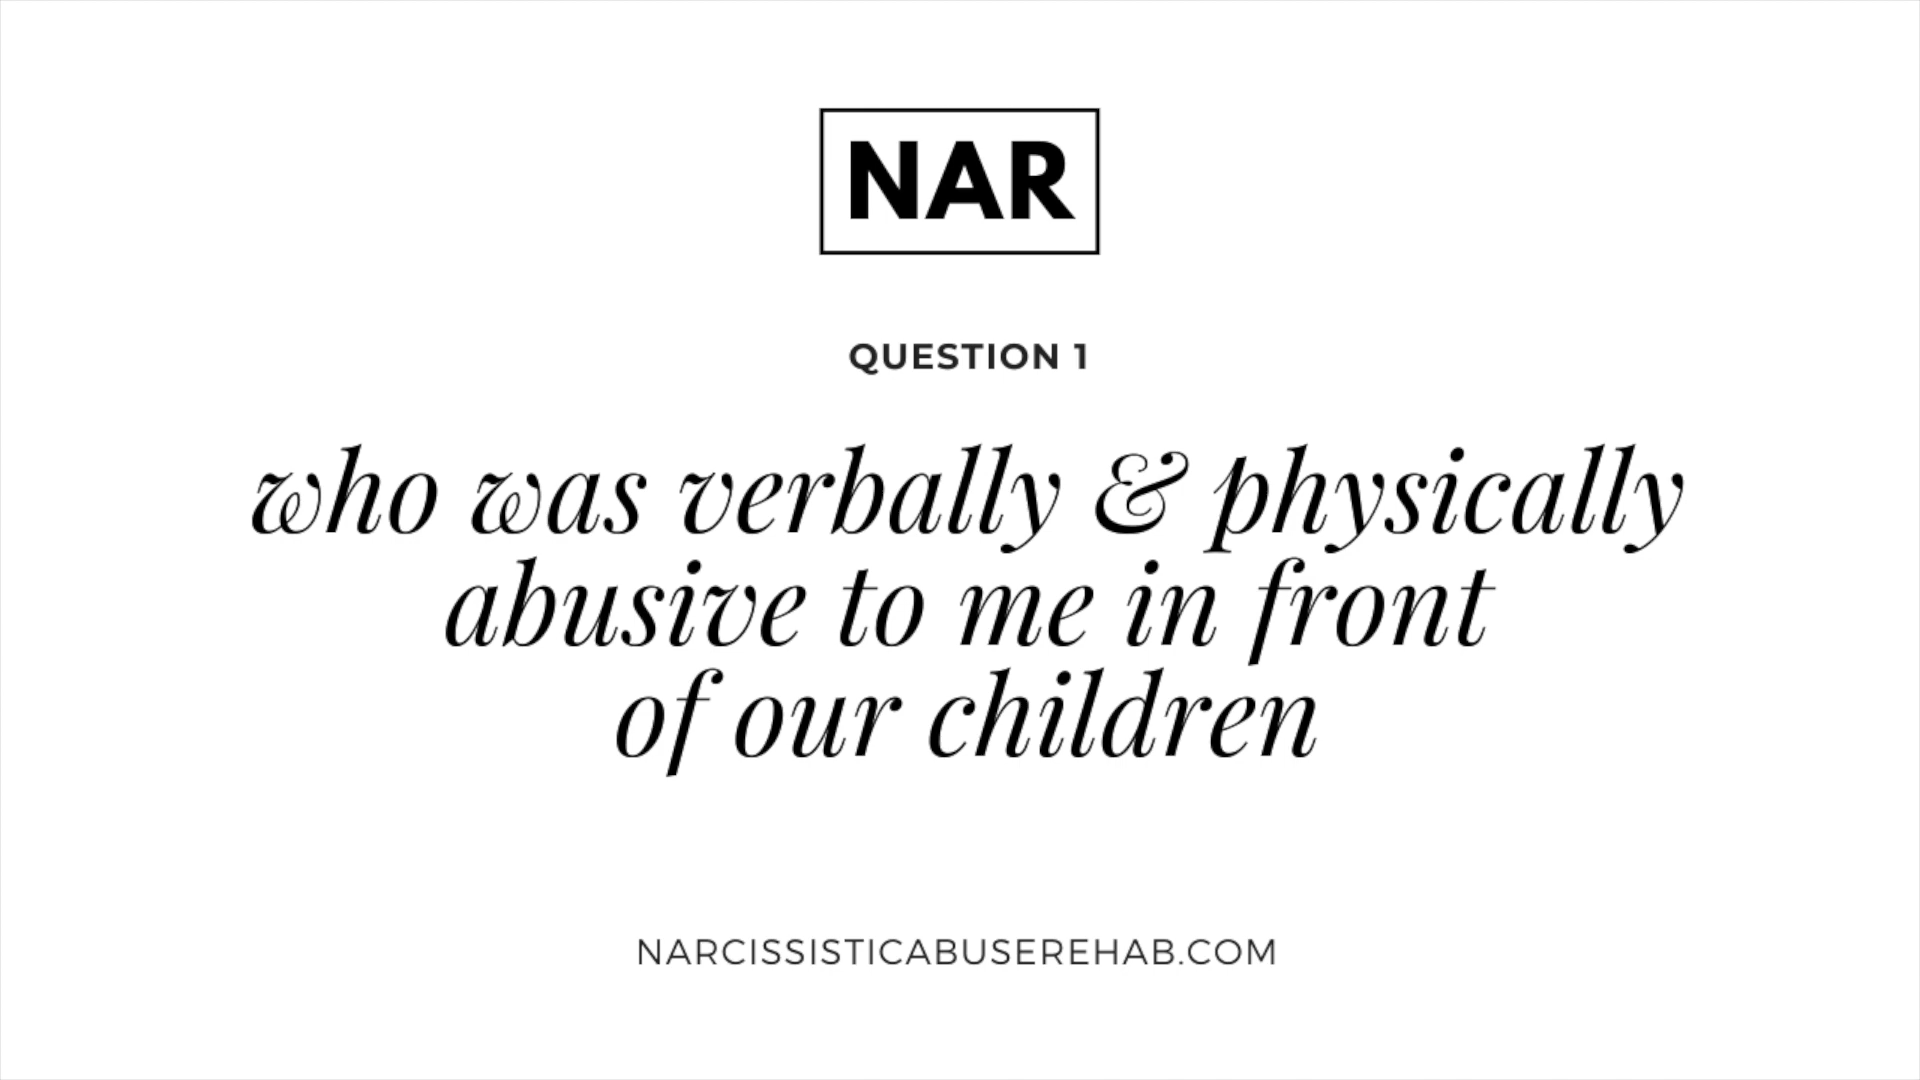 NAR
QUESTION 1
who was verbally & physically
abusive to me in front
of our children
NARCISSISTICABUSEREHAB.COM